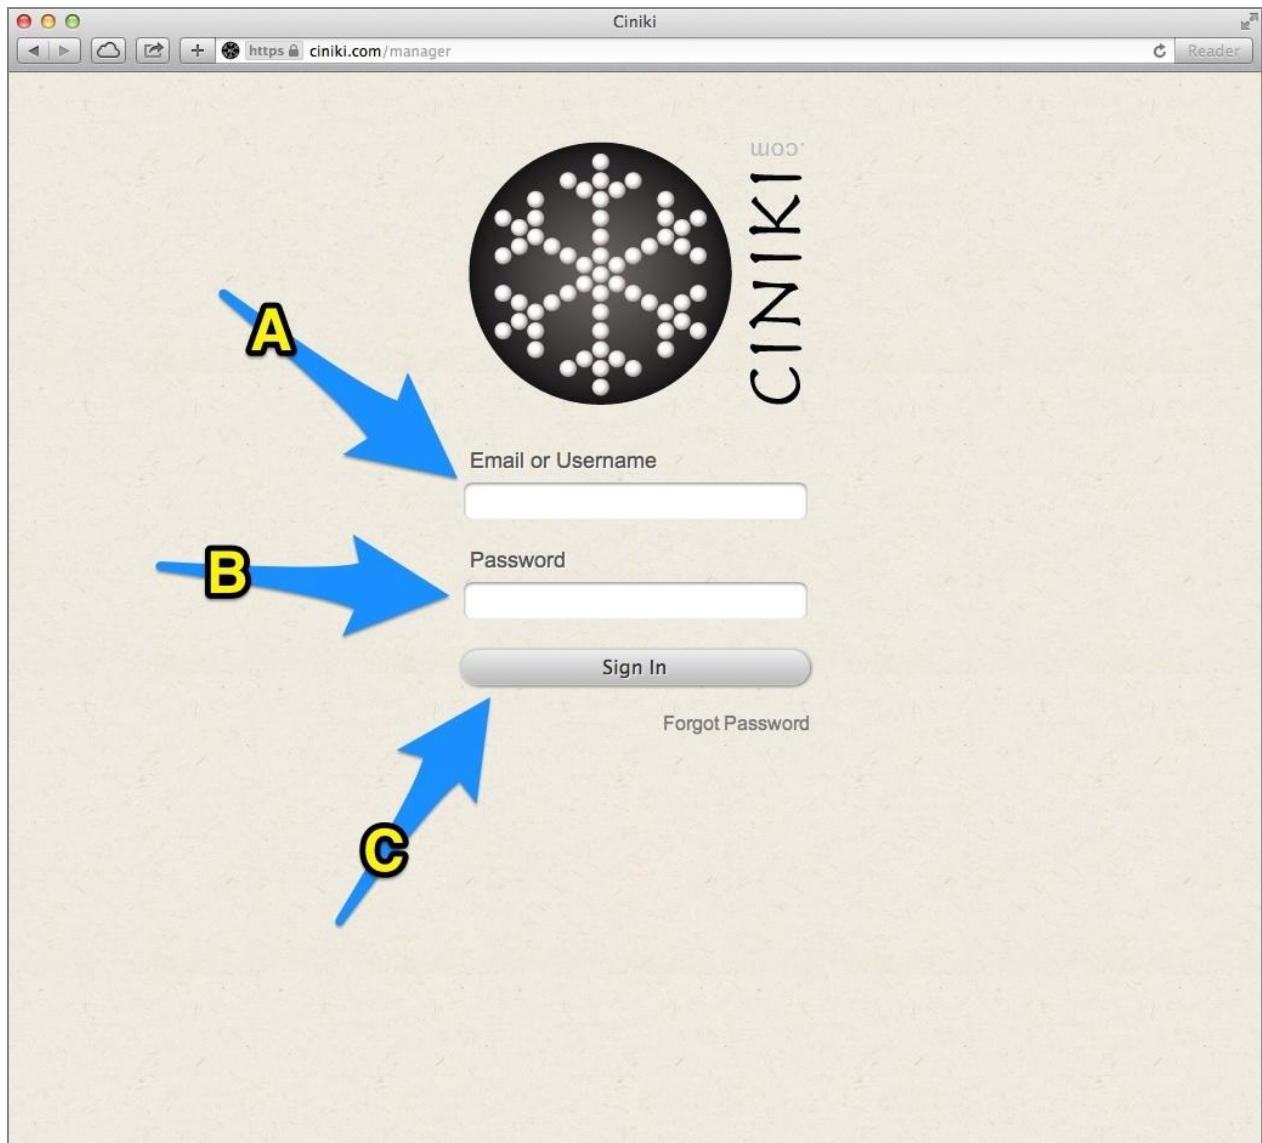 Ciniki
https ciniki.com/manager
Reader
CINIKI.com
A
Email or Username
B
Password
Sign In
Forgot Password
C